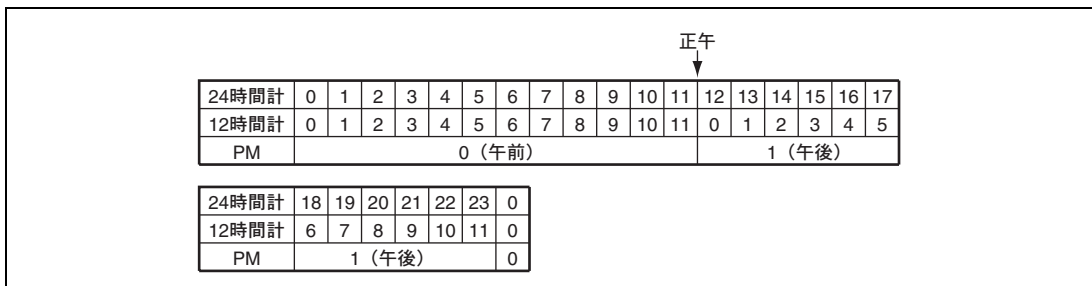 正午
24時間計 0 1 2 3 4 5 6 7 8 9 10 11 12 13 14 15 16 17
12時間計 0 1 2 3 4 5 6 7 8 9 10 11 0 1 2 3 4 5
PM 0（午前） 1（午後）
24時間計 18 19 20 21 22 23 0
12時間計 6 7 8 9 10 11 0
PM 1（午後） 0